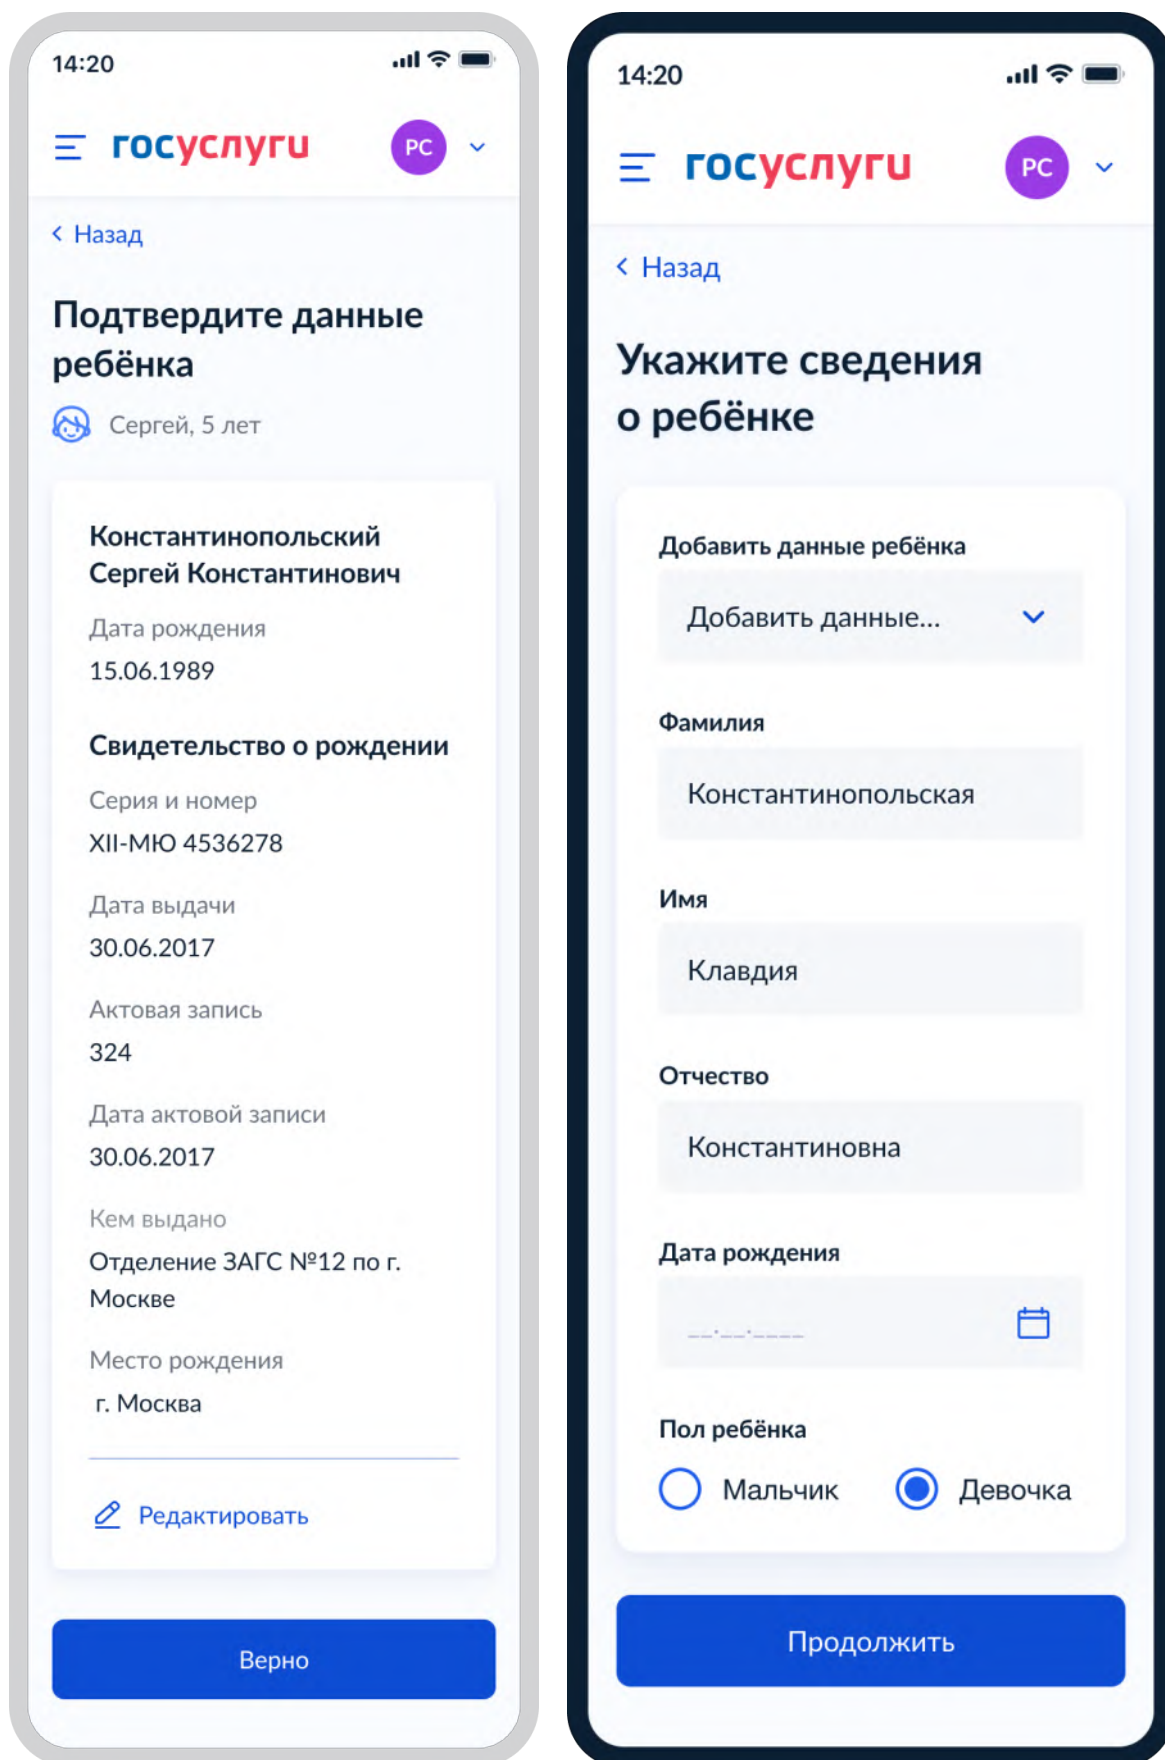 14:20
госуслуги
РС
Назад
Подтвердите данные
ребёнка
Сергей, 5 лет
Константинопольский
Сергей Константинович
Дата рождения
15.06.1989
Свидетельство о рождении
Серия и номер
XII-МЮ 4536278
Дата выдачи
30.06.2017
Актовая запись
324
Дата актовой записи
30.06.2017
Кем выдано
Отделение ЗАГС №12 по г.
Москве
Место рождения
г. Москва
Редактировать
Верно
14:20
госуслуги
РС
Назад
Укажите сведения
о ребёнке
Добавить данные ребёнка
Добавить данные...
Фамилия
Константинопольская
Имя
Клавдия
Отчество
Константиновна
Дата рождения
__.__.____
Пол ребёнка
Мальчик
Девочка
Продолжить